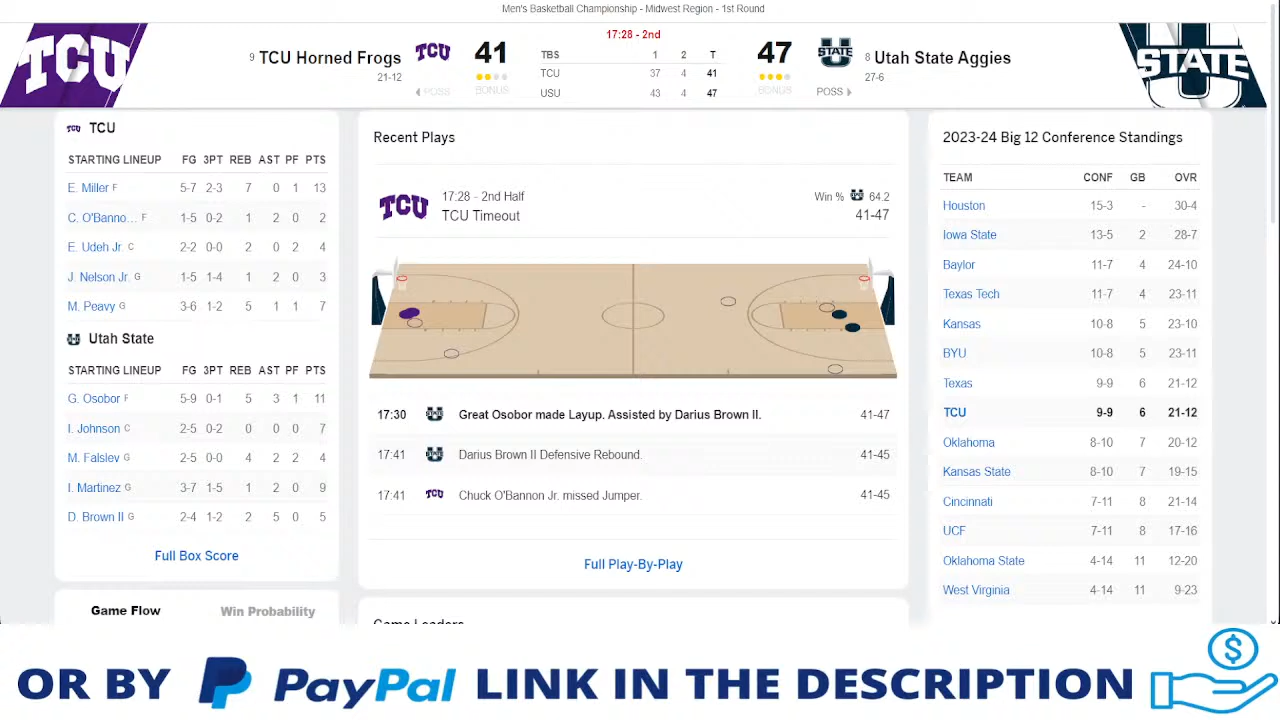 Men's Basketball Championship - Midwest Region - 1st Round
TCU
9 TCU Horned Frogs
21-12
TCU
41
◀ POSS
BONUS
17:28 - 2nd
TBS 1 2 T
TCU 37 4 41
USU 43 4 47
47
BONUS
STATE
8 Utah State Aggies
27-6
POSS ▶
STATE
TCU TCU
STARTING LINEUP FG 3PT REB AST PF PTS
E. Miller F 5-7 2-3 7 0 1 13
C. O'Banno... F 1-5 0-2 1 2 0 2
E. Udeh Jr. C 2-2 0-0 2 0 2 4
J. Nelson Jr. G 1-5 1-4 1 2 0 3
M. Peavy G 3-6 1-2 5 1 1 7
Utah State
STARTING LINEUP FG 3PT REB AST PF PTS
G. Osobor F 5-9 0-1 5 3 1 11
I. Johnson C 2-5 0-2 0 0 0 7
M. Falslev G 2-5 0-0 4 2 2 4
I. Martinez G 3-7 1-5 1 2 0 9
D. Brown II G 2-4 1-2 2 5 0 5
Full Box Score
Game Flow Win Probability
Recent Plays
TCU
17:28 - 2nd Half
TCU Timeout
Win % 64.2
41-47
17:30 Great Osobor made Layup. Assisted by Darius Brown II. 41-47
17:41 Darius Brown II Defensive Rebound. 41-45
17:41 TCU Chuck O'Bannon Jr. missed Jumper. 41-45
Full Play-By-Play
Game Leaders
2023-24 Big 12 Conference Standings
TEAM CONF GB OVR
Houston 15-3 - 30-4
Iowa State 13-5 2 28-7
Baylor 11-7 4 24-10
Texas Tech 11-7 4 23-11
Kansas 10-8 5 23-10
BYU 10-8 5 23-11
Texas 9-9 6 21-12
TCU 9-9 6 21-12
Oklahoma 8-10 7 20-12
Kansas State 8-10 7 19-15
Cincinnati 7-11 8 21-14
UCF 7-11 8 17-16
Oklahoma State 4-14 11 12-20
West Virginia 4-14 11 9-23
OR BY PayPal LINK IN THE DESCRIPTION
$